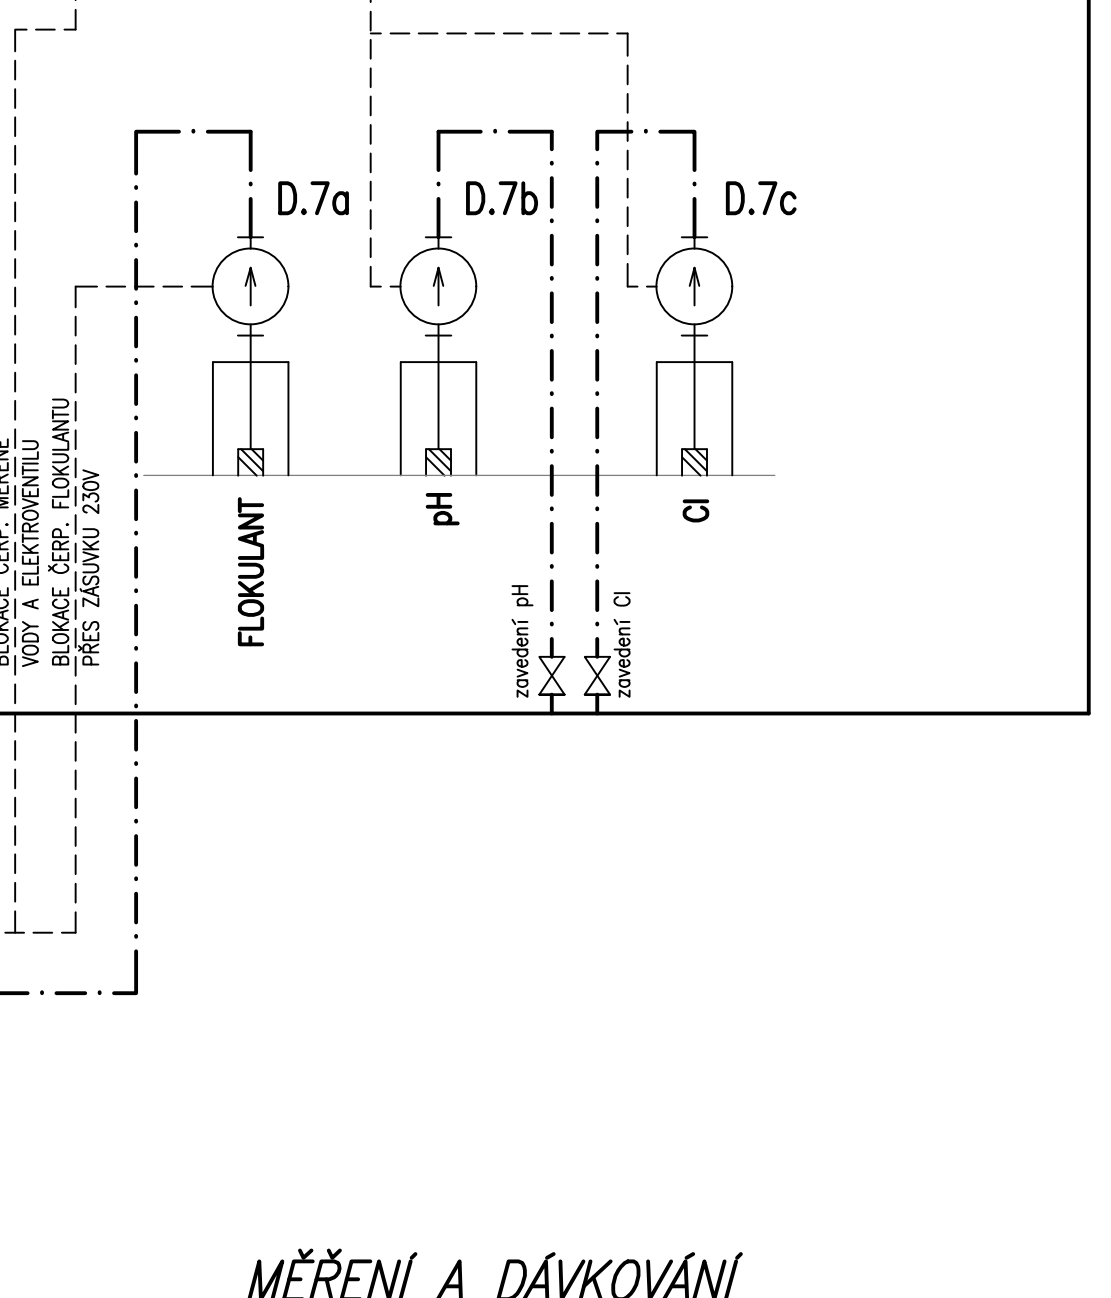 D.7a
D.7b
D.7c
BLOKACE ČERP. MĚŘENÉ
VODY A ELEKTROVENTILU
BLOKACE ČERP. FLOKULANTU
PŘES ZÁSUVKU 230V
FLOKULANT
pH
Cl
zavedení pH
zavedení Cl
MĚŘENÍ A DÁVKOVÁNÍ